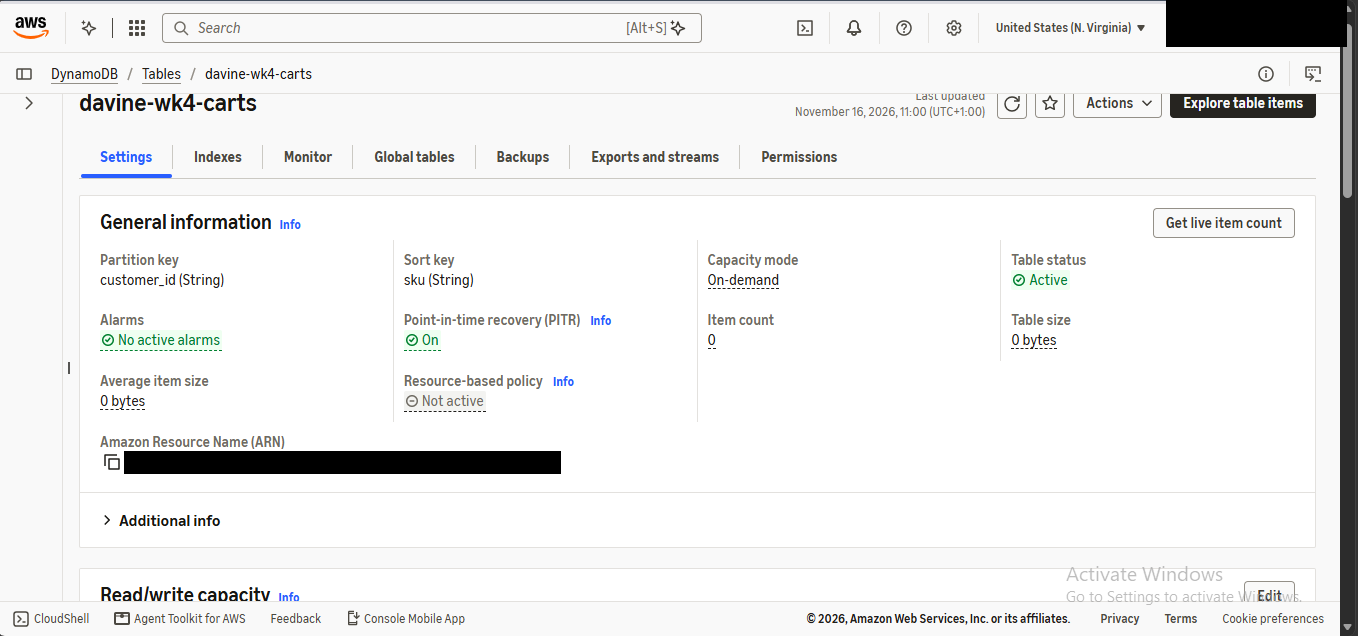 aws
Search [Alt+S]
United States (N. Virginia)
DynamoDB / Tables / davine-wk4-carts
davine-wk4-carts
Last updated
November 16, 2026, 11:00 (UTC+1:00)
Actions
Explore table items
Settings Indexes Monitor Global tables Backups Exports and streams Permissions
General information Info
Get live item count
Partition key Sort key Capacity mode Table status
customer_id (String) sku (String) On-demand Active
Alarms Point-in-time recovery (PITR) Info Item count Table size
No active alarms On 0 0 bytes
Average item size Resource-based policy Info
0 bytes Not active
Amazon Resource Name (ARN)
Additional info
Read/write capacity Info
Edit
Activate Windows
Go to Settings to activate Windows.
CloudShell Agent Toolkit for AWS Feedback Console Mobile App © 2026, Amazon Web Services, Inc. or its affiliates. Privacy Terms Cookie preferences